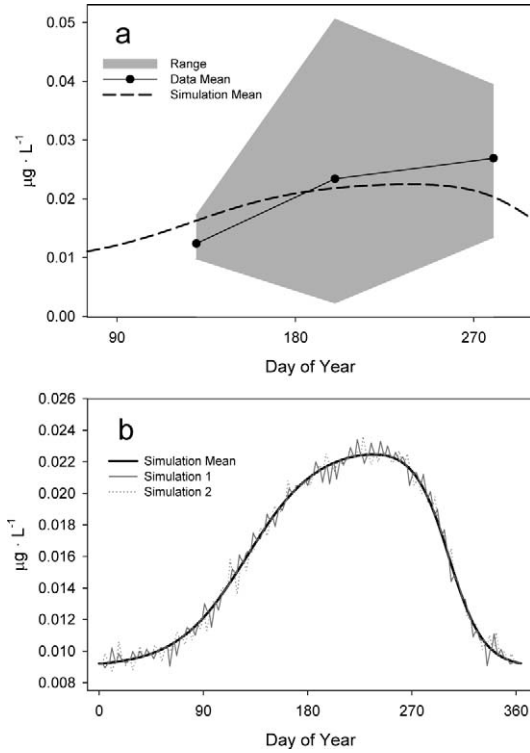 a
0.05
Range
Data Mean
Simulation Mean
0.04
0.03
0.02
0.01
0.00
µg · L-1
90 180 270
Day of Year
b
0.026
0.024
Simulation Mean
Simulation 1
Simulation 2
0.022
0.020
0.018
0.016
0.014
0.012
0.010
0.008
µg · L-1
0 90 180 270 360
Day of Year